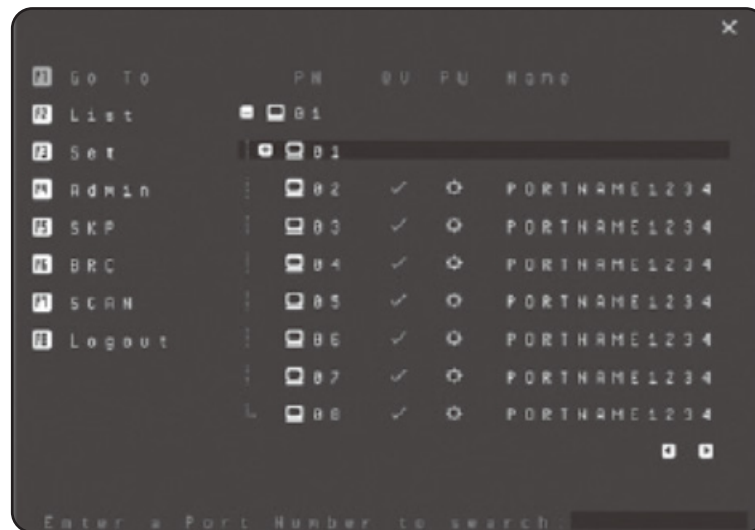 F1 Go To PN QV PW Name
F2 List 01
F3 Set 01
F4 Admin 02 PORTNAME1234
F5 SKP 03 PORTNAME1234
F6 BRC 04 PORTNAME1234
F7 SCAN 05 PORTNAME1234
F8 Logout 06 PORTNAME1234
07 PORTNAME1234
08 PORTNAME1234
Enter a Port Number to search